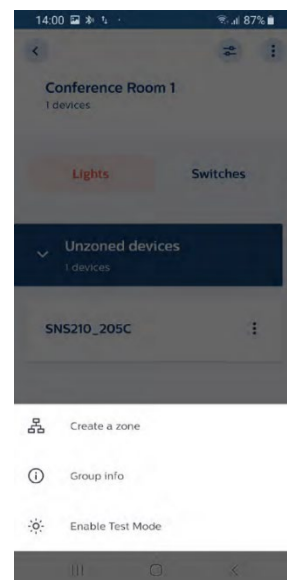 14:00 87%
Conference Room 1
1 devices
Lights Switches
Unzoned devices
1 devices
SNS210_205C
Create a zone
Group info
Enable Test Mode